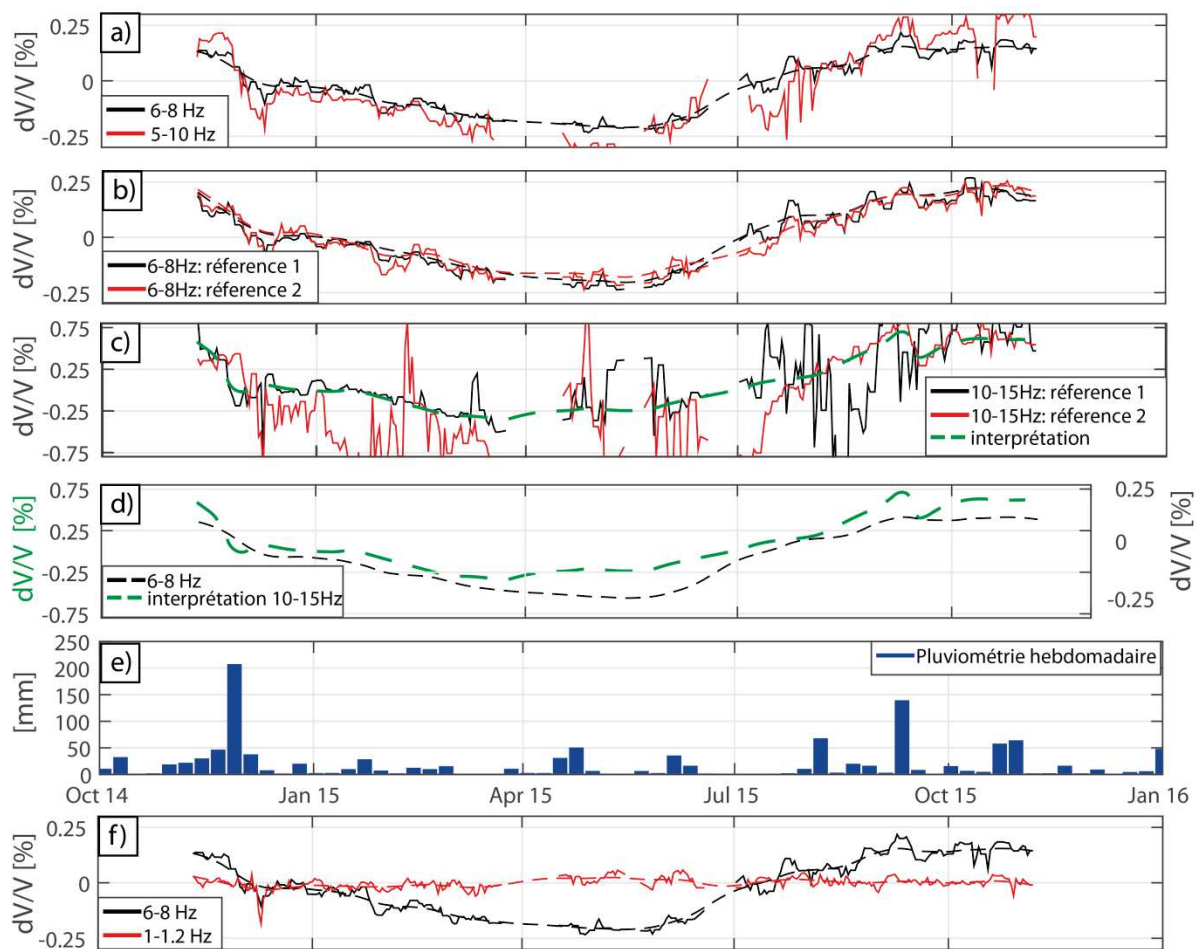 a)
dV/V [%]
0.25
0
-0.25
6-8 Hz
5-10 Hz
b)
dV/V [%]
0.25
0
-0.25
6-8Hz: réference 1
6-8Hz: réference 2
c)
dV/V [%]
0.75
0.25
-0.25
-0.75
10-15Hz: réference 1
10-15Hz: réference 2
interprétation
d)
dV/V [%]
0.75
0.25
-0.25
-0.75
6-8 Hz
interprétation 10-15Hz
0.25
0
-0.25
dV/V [%]
e)
[mm]
250
200
150
100
50
0
Pluviométrie hebdomadaire
Oct 14
Jan 15
Apr 15
Jul 15
Oct 15
Jan 16
f)
dV/V [%]
0.25
0
-0.25
6-8 Hz
1-1.2 Hz